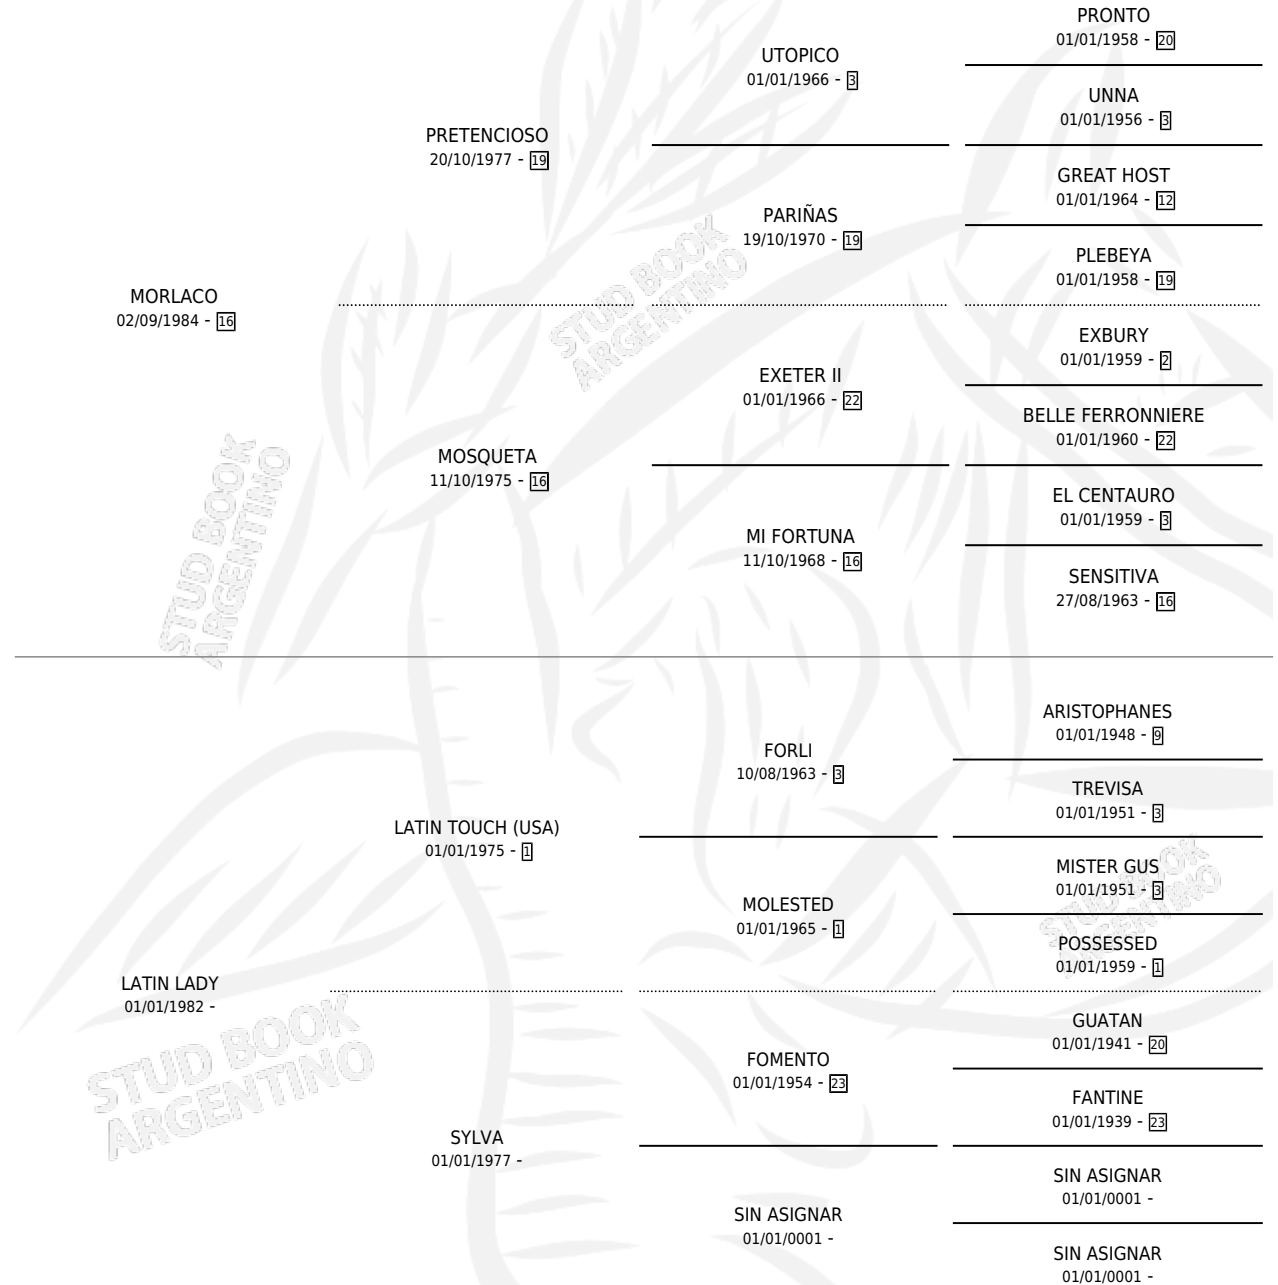 PRONTO
01/01/1958 - 20
UTOPICO
01/01/1966 - 3
UNNA
01/01/1956 - 3
PRETENCIOSO
20/10/1977 - 19
GREAT HOST
01/01/1964 - 12
PARIÑAS
19/10/1970 - 19
PLEBEYA
01/01/1958 - 19
MORLACO
02/09/1984 - 16
EXBURY
01/01/1959 - 2
EXETER II
01/01/1966 - 22
BELLE FERRONNIERE
01/01/1960 - 22
MOSQUETA
11/10/1975 - 16
EL CENTAURO
01/01/1959 - 3
MI FORTUNA
11/10/1968 - 16
SENSITIVA
27/08/1963 - 16
ARISTOPHANES
01/01/1948 - 9
FORLI
10/08/1963 - 3
TREVISA
01/01/1951 - 3
LATIN TOUCH (USA)
01/01/1975 - 1
MISTER GUS
01/01/1951 - 3
MOLESTED
01/01/1965 - 1
POSSESSED
01/01/1959 - 1
LATIN LADY
01/01/1982 -
GUATAN
01/01/1941 - 20
FOMENTO
01/01/1954 - 23
FANTINE
01/01/1939 - 23
SYLVA
01/01/1977 -
SIN ASIGNAR
01/01/0001 -
SIN ASIGNAR
01/01/0001 -
SIN ASIGNAR
01/01/0001 -
STUD BOOK
ARGENTINO
STUD BOOK
ARGENTINO
STUD BOOK
ARGENTINO
STUD BOOK
ARGENTINO